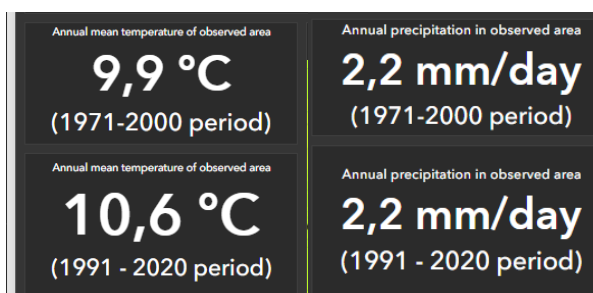 Annual mean temperature of observed area
9,9 °C
(1971-2000 period)
Annual precipitation in observed area
2,2 mm/day
(1971-2000 period)
Annual mean temperature of observed area
10,6 °C
(1991 - 2020 period)
Annual precipitation in observed area
2,2 mm/day
(1991 - 2020 period)